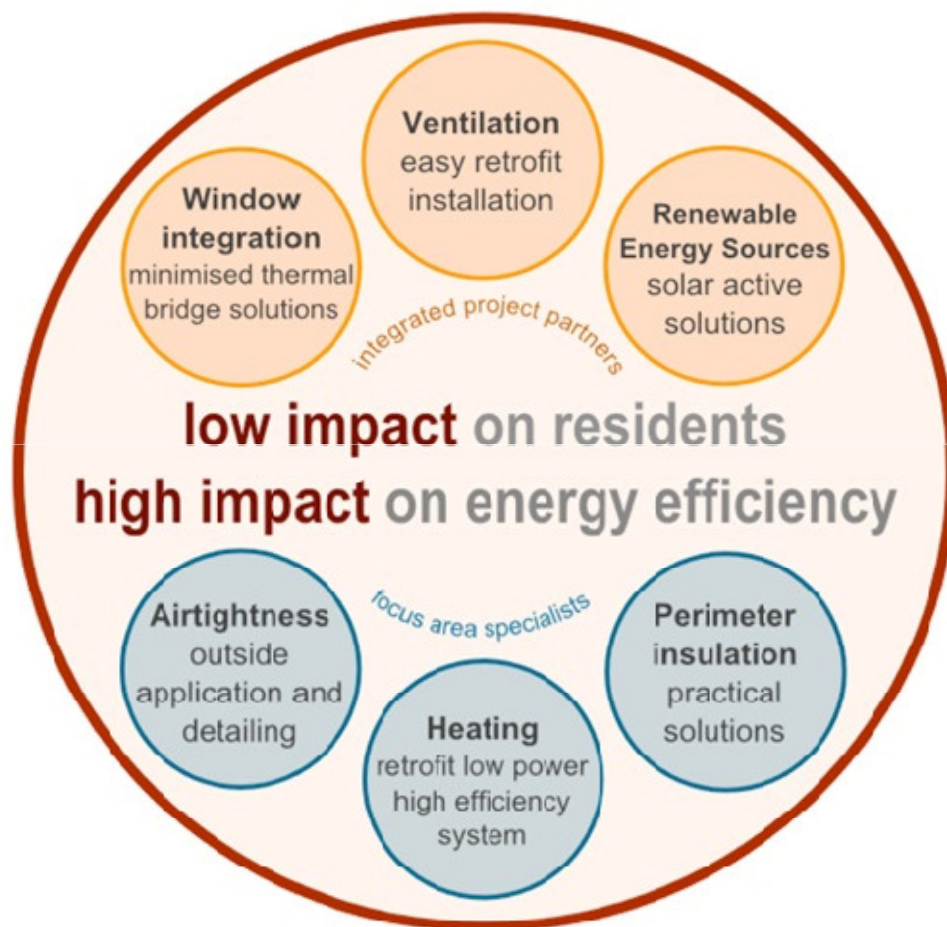 Ventilation
easy retrofit
installation
Window
integration
minimised thermal
bridge solutions
Renewable
Energy Sources
solar active
solutions
integrated project partners
low impact on residents
high impact on energy efficiency
focus area specialists
Airtightness
outside
application and
detailing
Heating
retrofit low power
high efficiency
system
Perimeter
insulation
practical
solutions